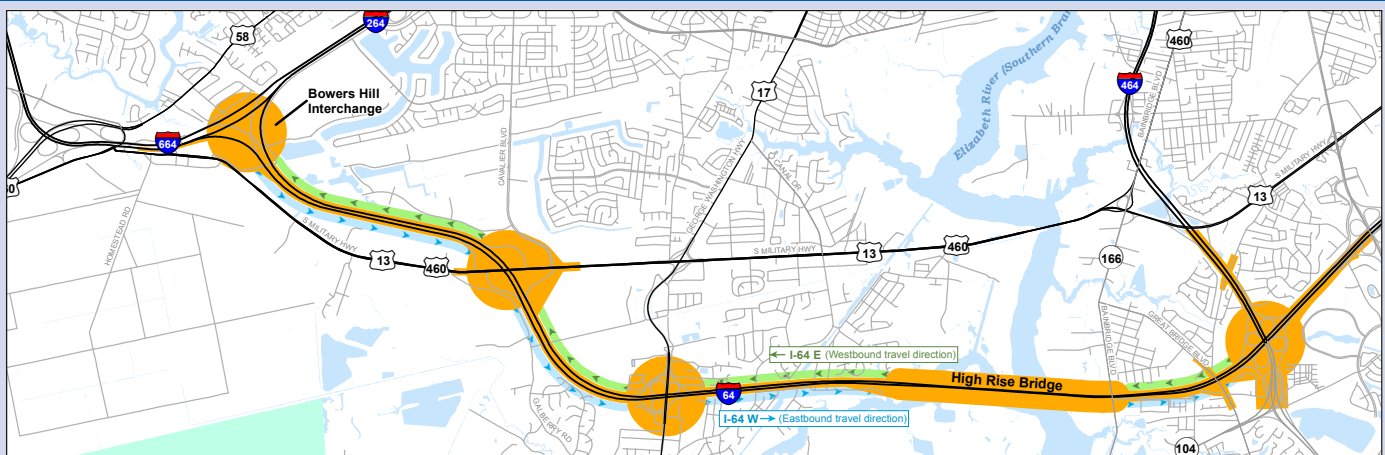 264
58
460
17
464
Bowers Hill
Interchange
Elizabeth River (Southern Bra
BAINBRIDGE BLVD
664
CAVALIER BLVD
GEORGE WASHINGTON HWY
CANAL DR
S MILITARY HWY
13
HOMESTEAD RD
S MILITARY HWY
13
460
S MILITARY HWY
13
460
166
BAINBRIDGE BLVD
GREAT BRIDGE BLVD
I-64 E (Westbound travel direction)
High Rise Bridge
64
I-64 W (Eastbound travel direction)
GALBERRY RD
104